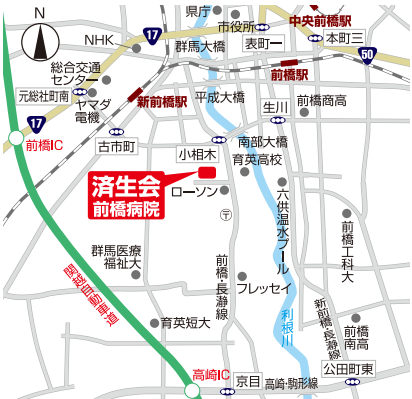 N
県庁
市役所
中央前橋駅
17
表町一
本町三
NHK
群馬大橋
50
総合交通
センター
前橋駅
元総社町南
ヤマダ
電機
新前橋駅
平成大橋
生川
前橋商高
17
前橋IC
古市町
小相木
南部大橋
育英高校
済生会
前橋病院
ローソン
〒
六供温水プール
前橋工科大
群馬医療
福祉大
前橋・長瀞線
フレッセイ
関越自動車道
利根川
新前橋・長瀞線
育英短大
前橋
南高
高崎IC
公田町東
京目
高崎・駒形線